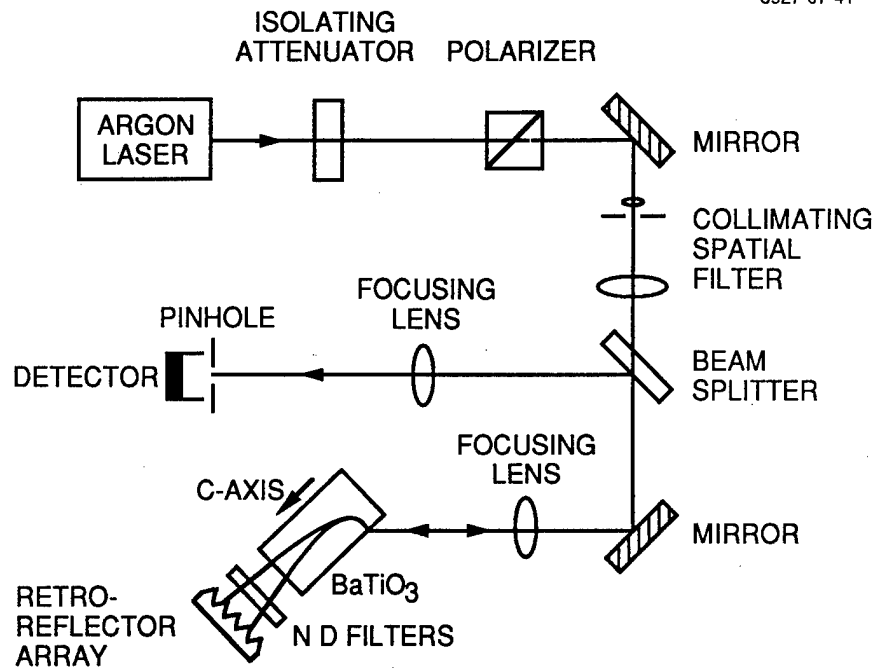 ISOLATING
ATTENUATOR
POLARIZER
ARGON
LASER
MIRROR
COLLIMATING
SPATIAL
FILTER
FOCUSING
LENS
PINHOLE
DETECTOR
BEAM
SPLITTER
FOCUSING
LENS
C-AXIS
MIRROR
BaTiO3
RETRO-
REFLECTOR
ARRAY
N D FILTERS